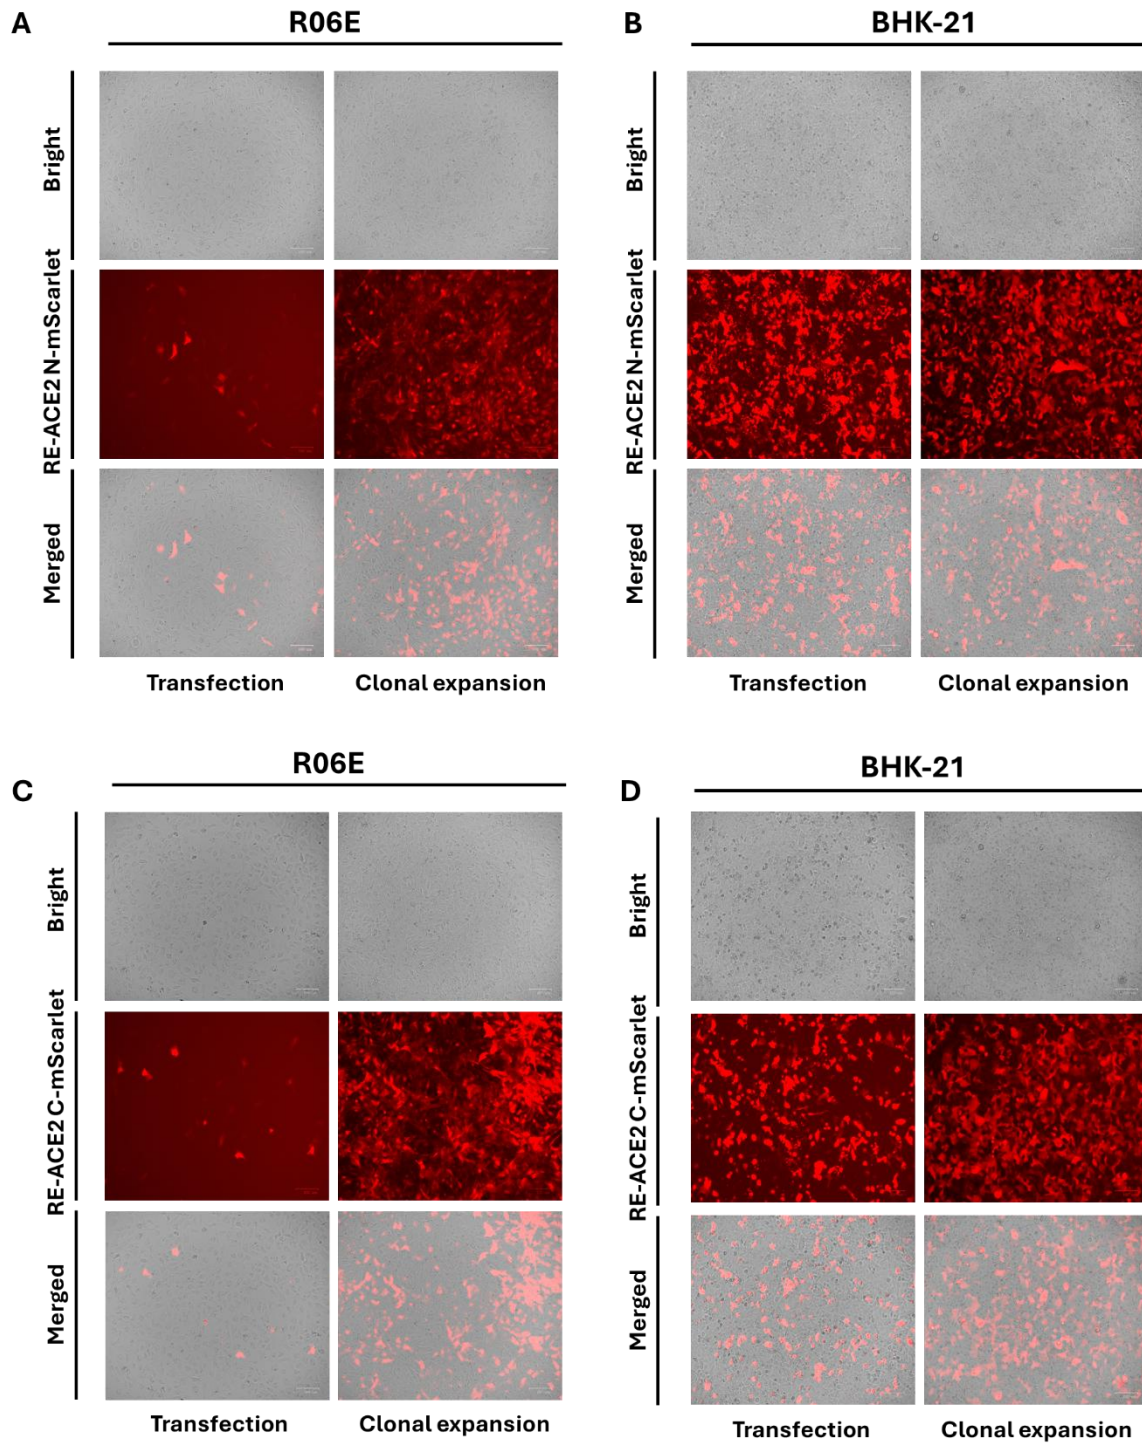 A
R06E
Bright
RE-ACE2 N-mScarlet
Merged
Transfection
Clonal expansion
B
BHK-21
Bright
RE-ACE2 N-mScarlet
Merged
Transfection
Clonal expansion
C
R06E
Bright
RE-ACE2 C-mScarlet
Merged
Transfection
Clonal expansion
D
BHK-21
Bright
RE-ACE2 C-mScarlet
Merged
Transfection
Clonal expansion